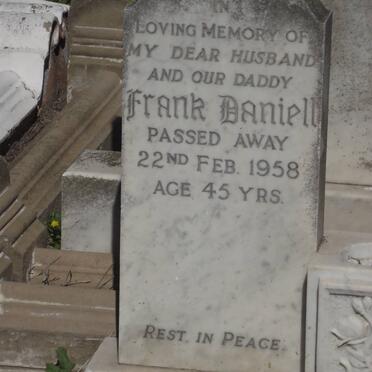 IN
LOVING MEMORY OF
MY DEAR HUSBAND
AND OUR DADDY
Frank Daniell
PASSED AWAY
22ND FEB. 1958
AGE 45 YRS.
REST IN PEACE.